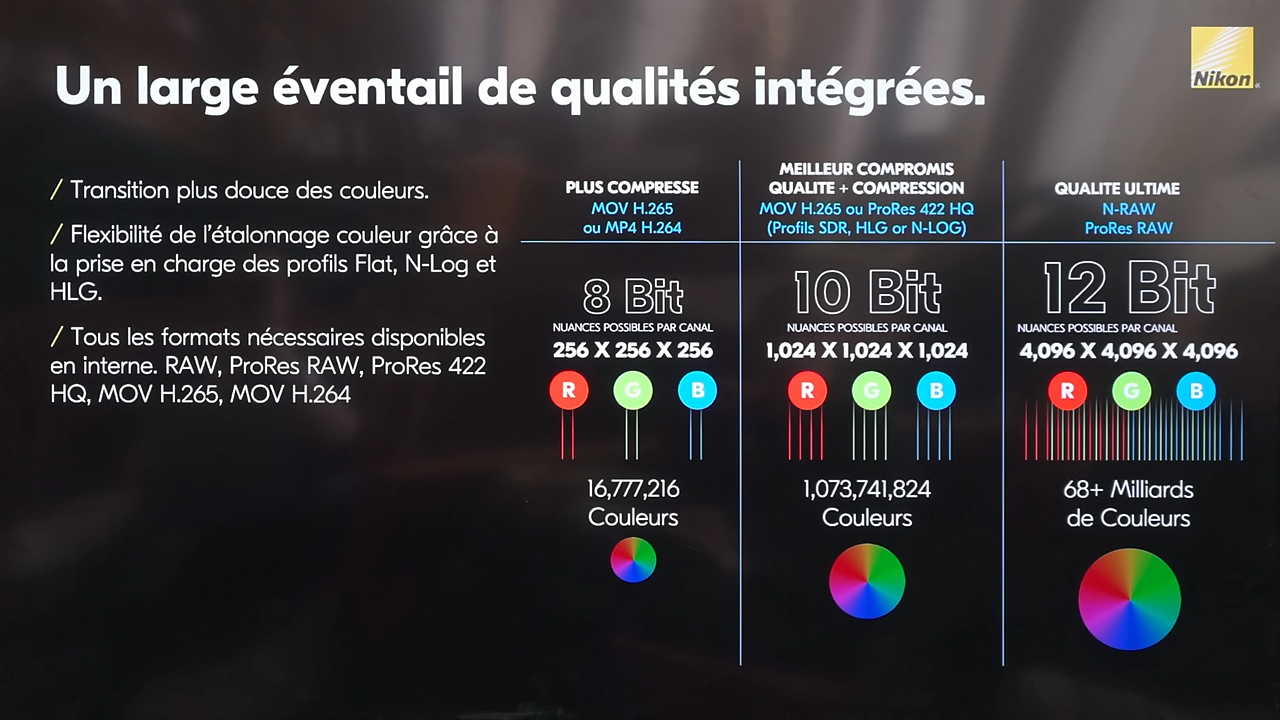 Un large éventail de qualités intégrées.
Nikon
/ Transition plus douce des couleurs.
/ Flexibilité de l'étalonnage couleur grâce à
la prise en charge des profils Flat, N-Log et
HLG.
/ Tous les formats nécessaires disponibles
en interne. RAW, ProRes RAW, ProRes 422
HQ, MOV H.265, MOV H.264
PLUS COMPRESSE
MOV H.265
ou MP4 H.264
8 Bit
NUANCES POSSIBLES PAR CANAL
256 X 256 X 256
R G B
16,777,216
Couleurs
MEILLEUR COMPROMIS
QUALITE + COMPRESSION
MOV H.265 ou ProRes 422 HQ
(Profils SDR, HLG or N-LOG)
10 Bit
NUANCES POSSIBLES PAR CANAL
1,024 X 1,024 X 1,024
R G B
1,073,741,824
Couleurs
QUALITE ULTIME
N-RAW
ProRes RAW
12 Bit
NUANCES POSSIBLES PAR CANAL
4,096 X 4,096 X 4,096
R G B
68+ Milliards
de Couleurs